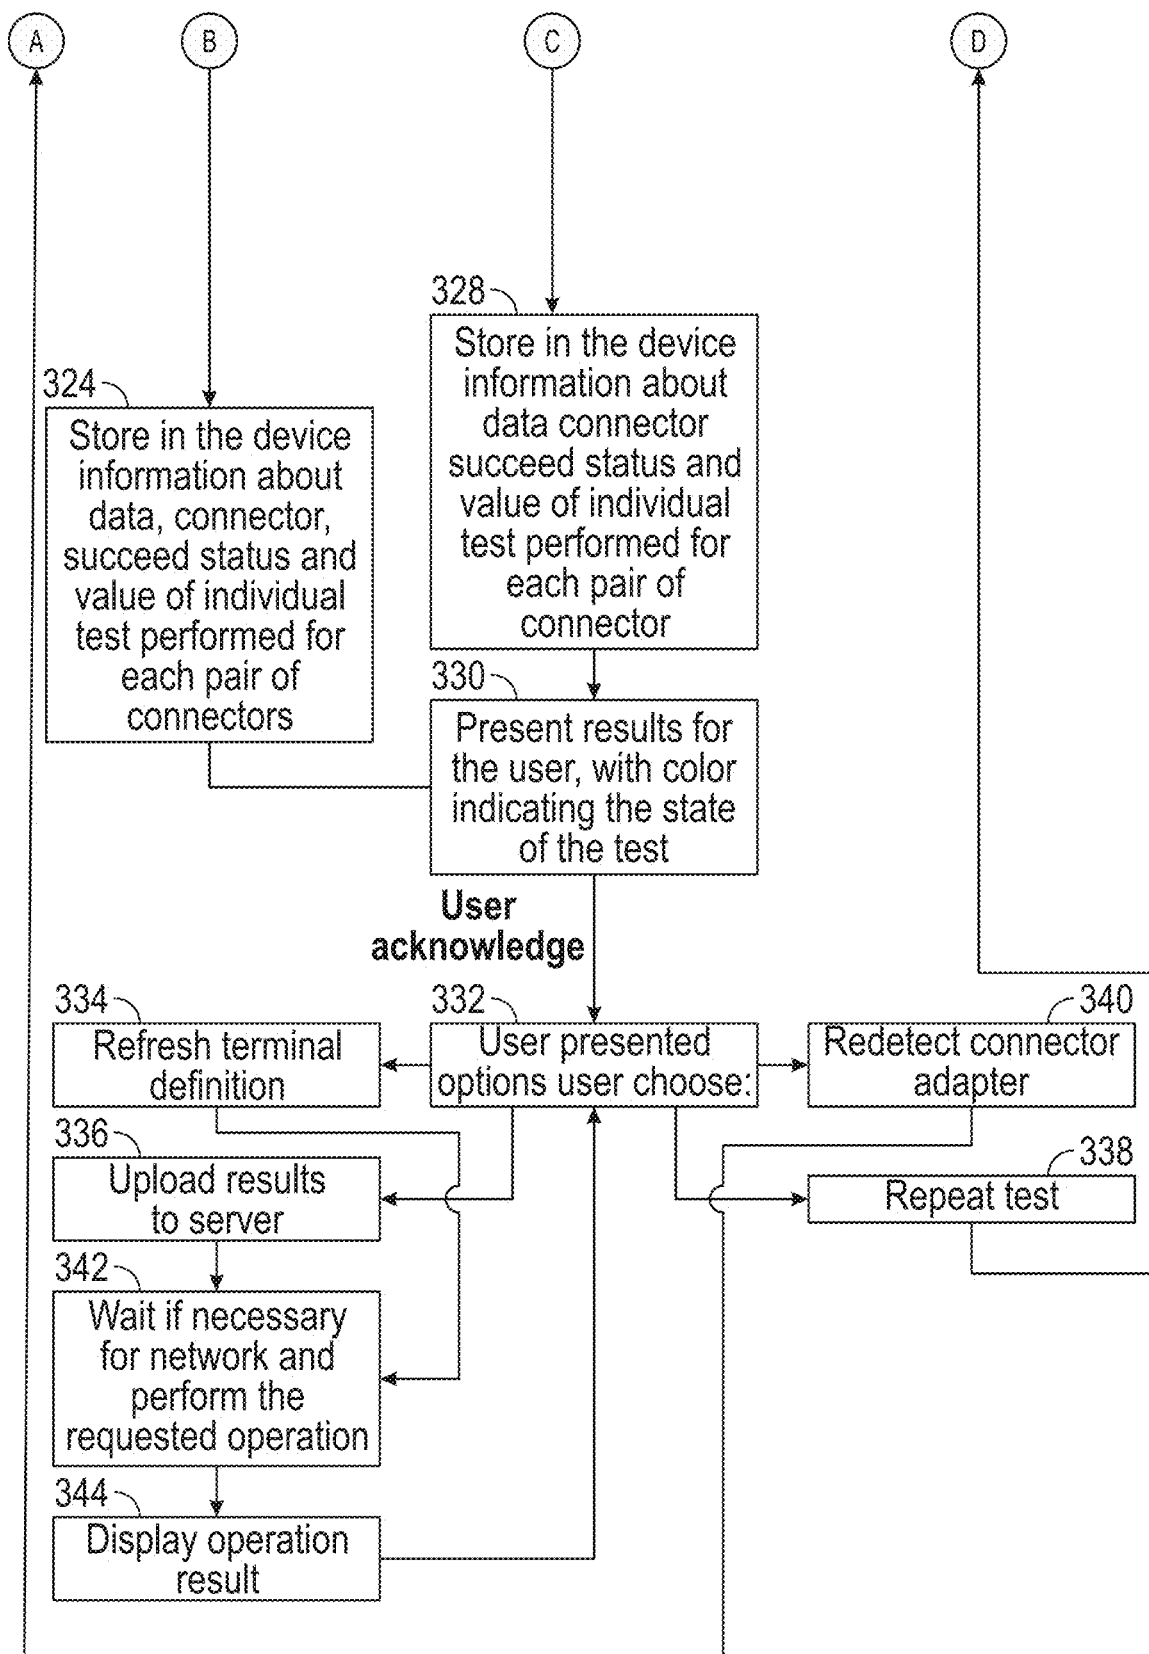 A
B
C
D
328
Store in the device
information about
data connector
succeed status and
value of individual
test performed for
each pair of
connector
324
Store in the device
information about
data, connector,
succeed status and
value of individual
test performed for
each pair of
connectors
330
Present results for
the user, with color
indicating the state
of the test
User
acknowledge
334
Refresh terminal
definition
332
User presented
options user choose:
340
Redetect connector
adapter
336
Upload results
to server
338
Repeat test
342
Wait if necessary
for network and
perform the
requested operation
344
Display operation
result